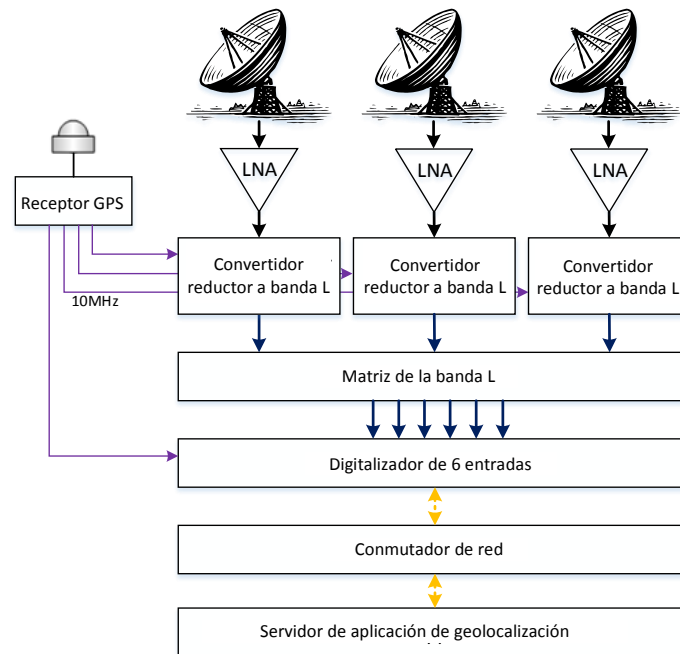 LNA
LNA
LNA
Receptor GPS
Convertidor
reductor a banda L
Convertidor
reductor a banda L
Convertidor
reductor a banda L
10MHz
Matriz de la banda L
Digitalizador de 6 entradas
Conmutador de red
Servidor de aplicación de geolocalización